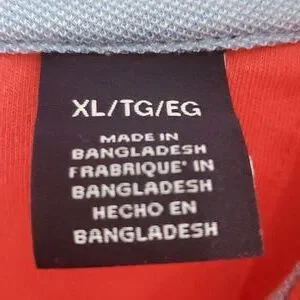 XL/TG/EG
MADE IN
BANGLADESH
FRABRIQUE' IN
BANGLADESH
HECHO EN
BANGLADESH